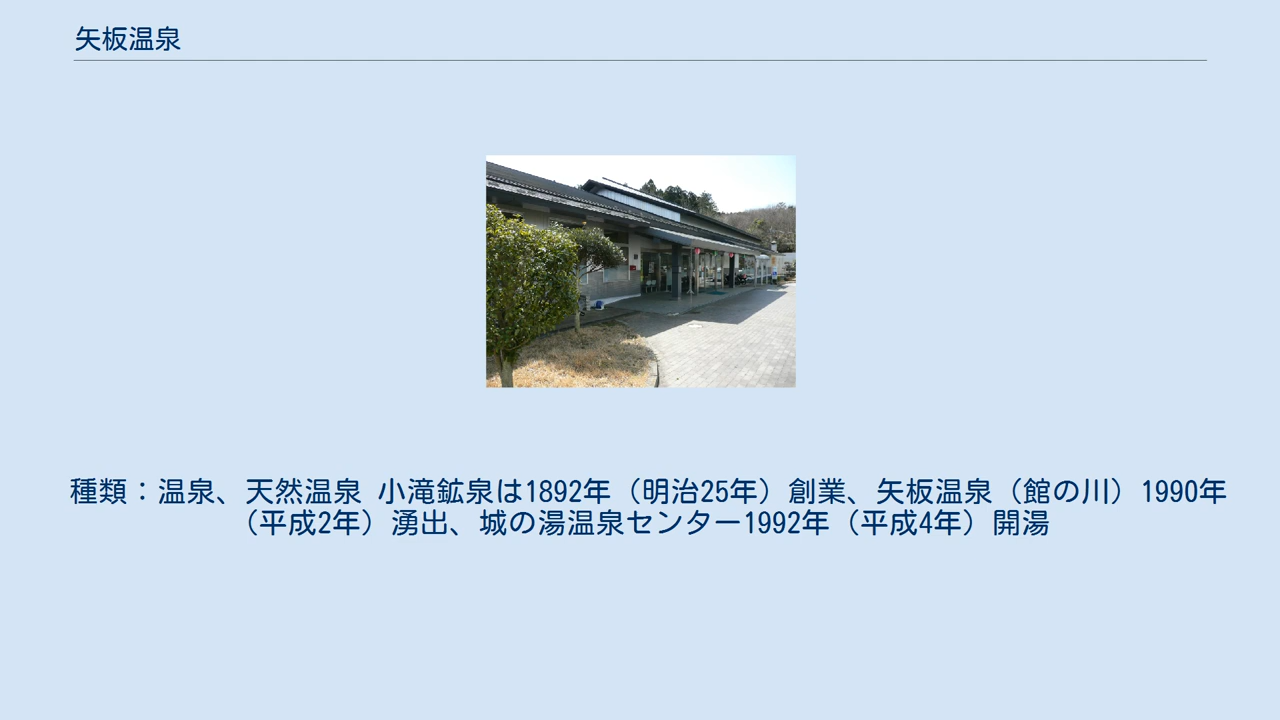 矢板温泉
種類：温泉、天然温泉 小滝鉱泉は1892年（明治25年）創業、矢板温泉（館の川）1990年
（平成2年）湧出、城の湯温泉センター1992年（平成4年）開湯